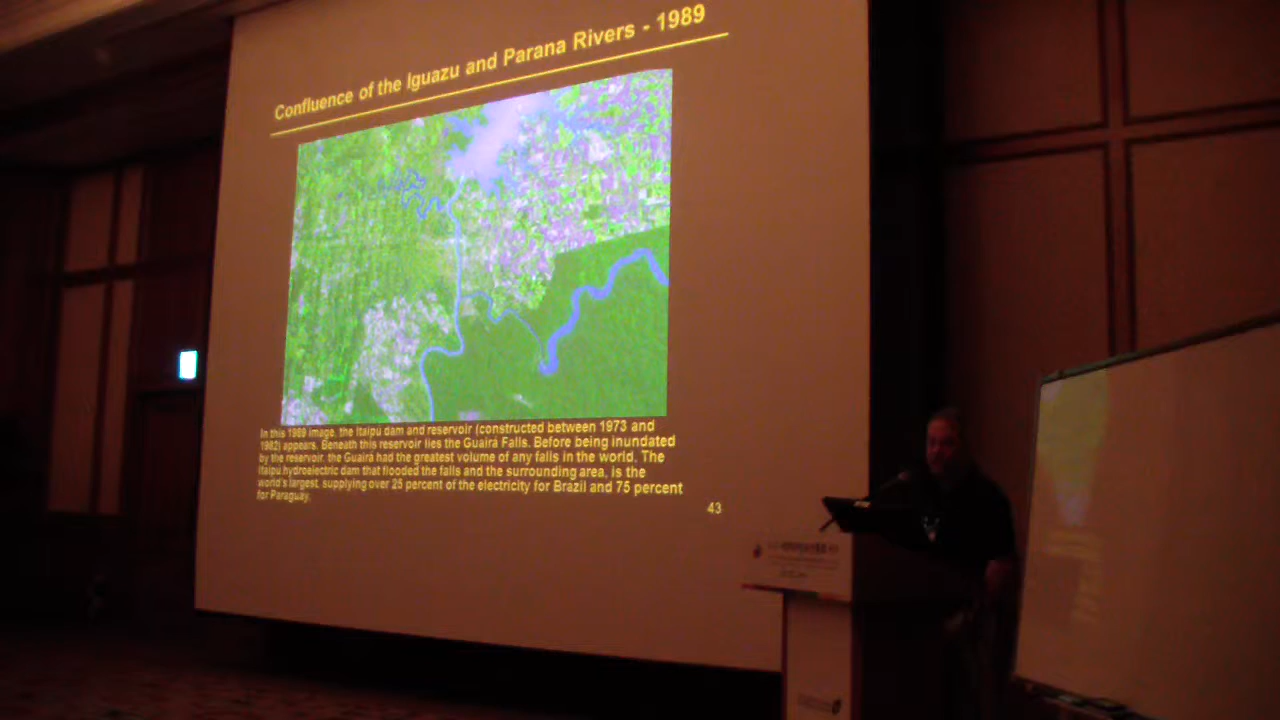 Confluence of the Iguazu and Parana Rivers - 1989
In this 1989 image, the Itaipu dam and reservoir (constructed between 1973 and
1982) appears. Beneath this reservoir lies the Guairá Falls. Before being inundated
by the reservoir, the Guairá had the greatest volume of any falls in the world. The
Itaipu hydroelectric dam that flooded the falls and the surrounding area, is the
world's largest, supplying over 25 percent of the electricity for Brazil and 75 percent
for Paraguay.
43